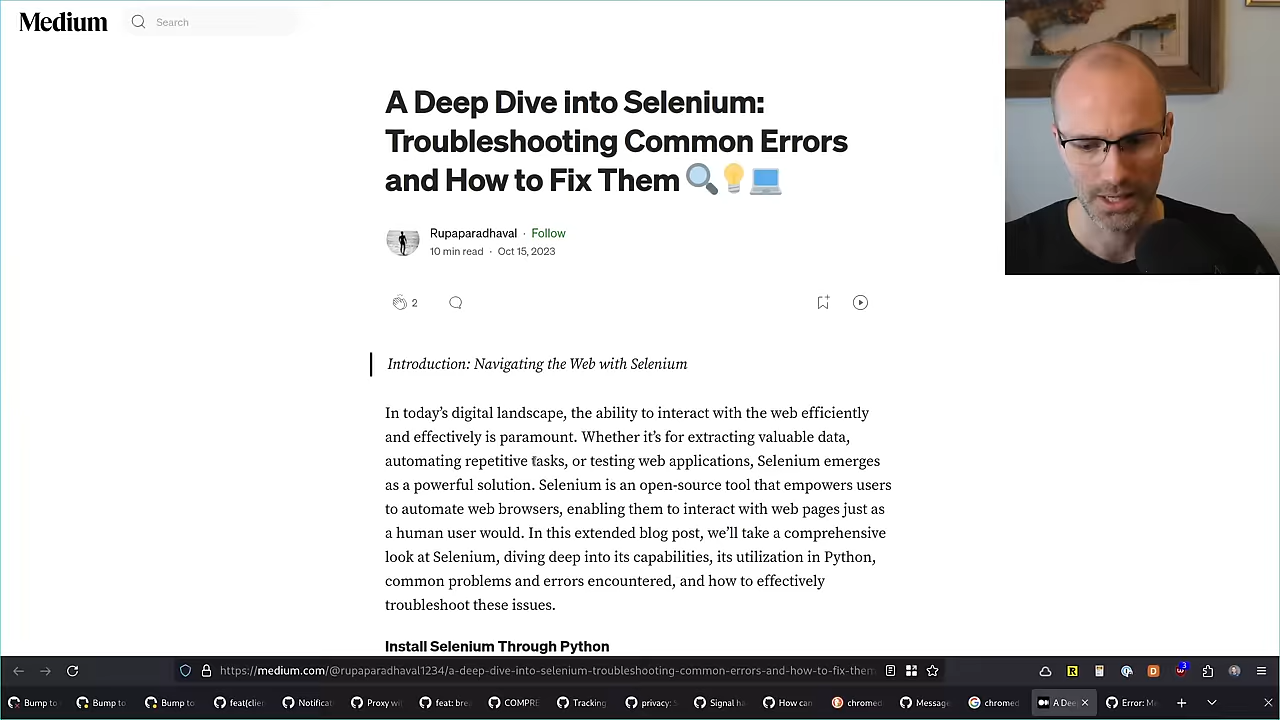 Medium
Search
A Deep Dive into Selenium:
Troubleshooting Common Errors
and How to Fix Them
Rupaparadhaval · Follow
10 min read · Oct 15, 2023
2
Introduction: Navigating the Web with Selenium
In today's digital landscape, the ability to interact with the web efficiently
and effectively is paramount. Whether it's for extracting valuable data,
automating repetitive tasks, or testing web applications, Selenium emerges
as a powerful solution. Selenium is an open-source tool that empowers users
to automate web browsers, enabling them to interact with web pages just as
a human user would. In this extended blog post, we'll take a comprehensive
look at Selenium, diving deep into its capabilities, its utilization in Python,
common problems and errors encountered, and how to effectively
troubleshoot these issues.
Install Selenium Through Python
https://medium.com/@rupaparadhaval1234/a-deep-dive-into-selenium-troubleshooting-common-errors-and-how-to-fix-them
3
Bump to Bump to Bump to feat(clien Notificat Proxy wi feat: bre COMPRE Tracking privacy: Signal ha How can chromed Message chromed A Dee Error: Me